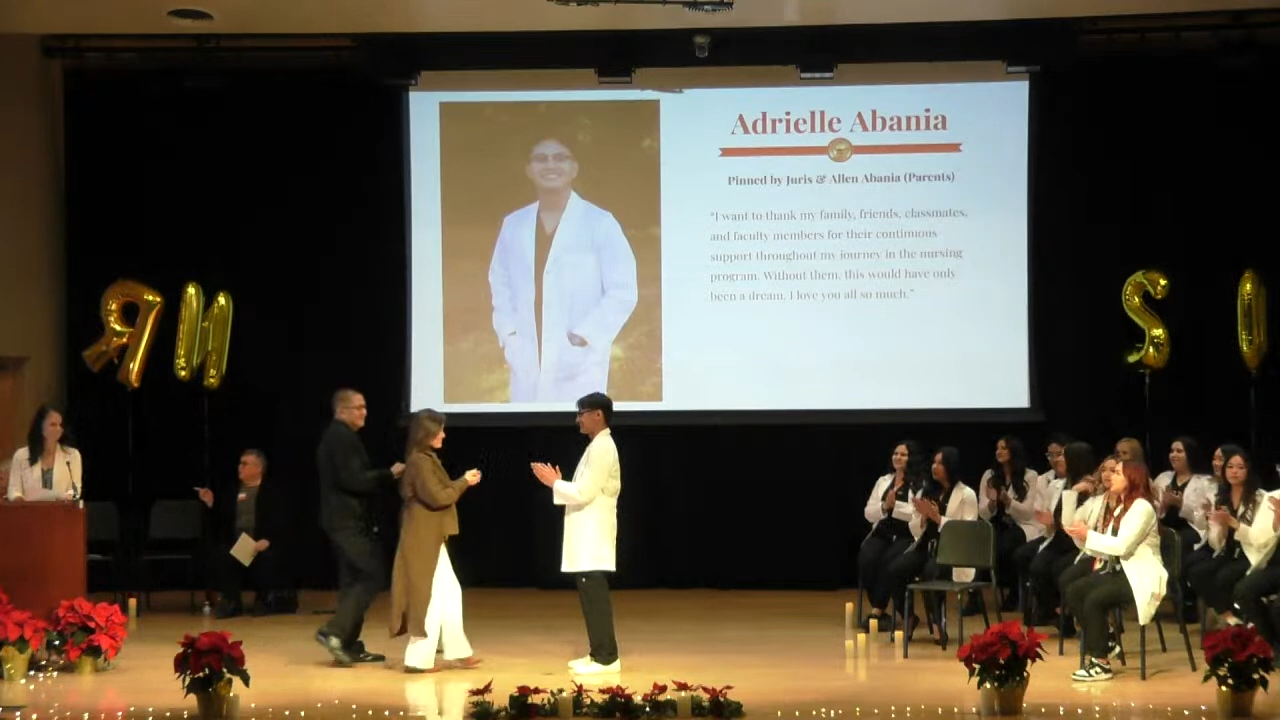 Adrielle Abania
Pinned by Juris & Allen Abania (Parents)
"I want to thank my family, friends, classmates,
and faculty members for their continuous
support throughout my journey in the nursing
program. Without them, this would have only
been a dream. I love you all so much."
RN
SI